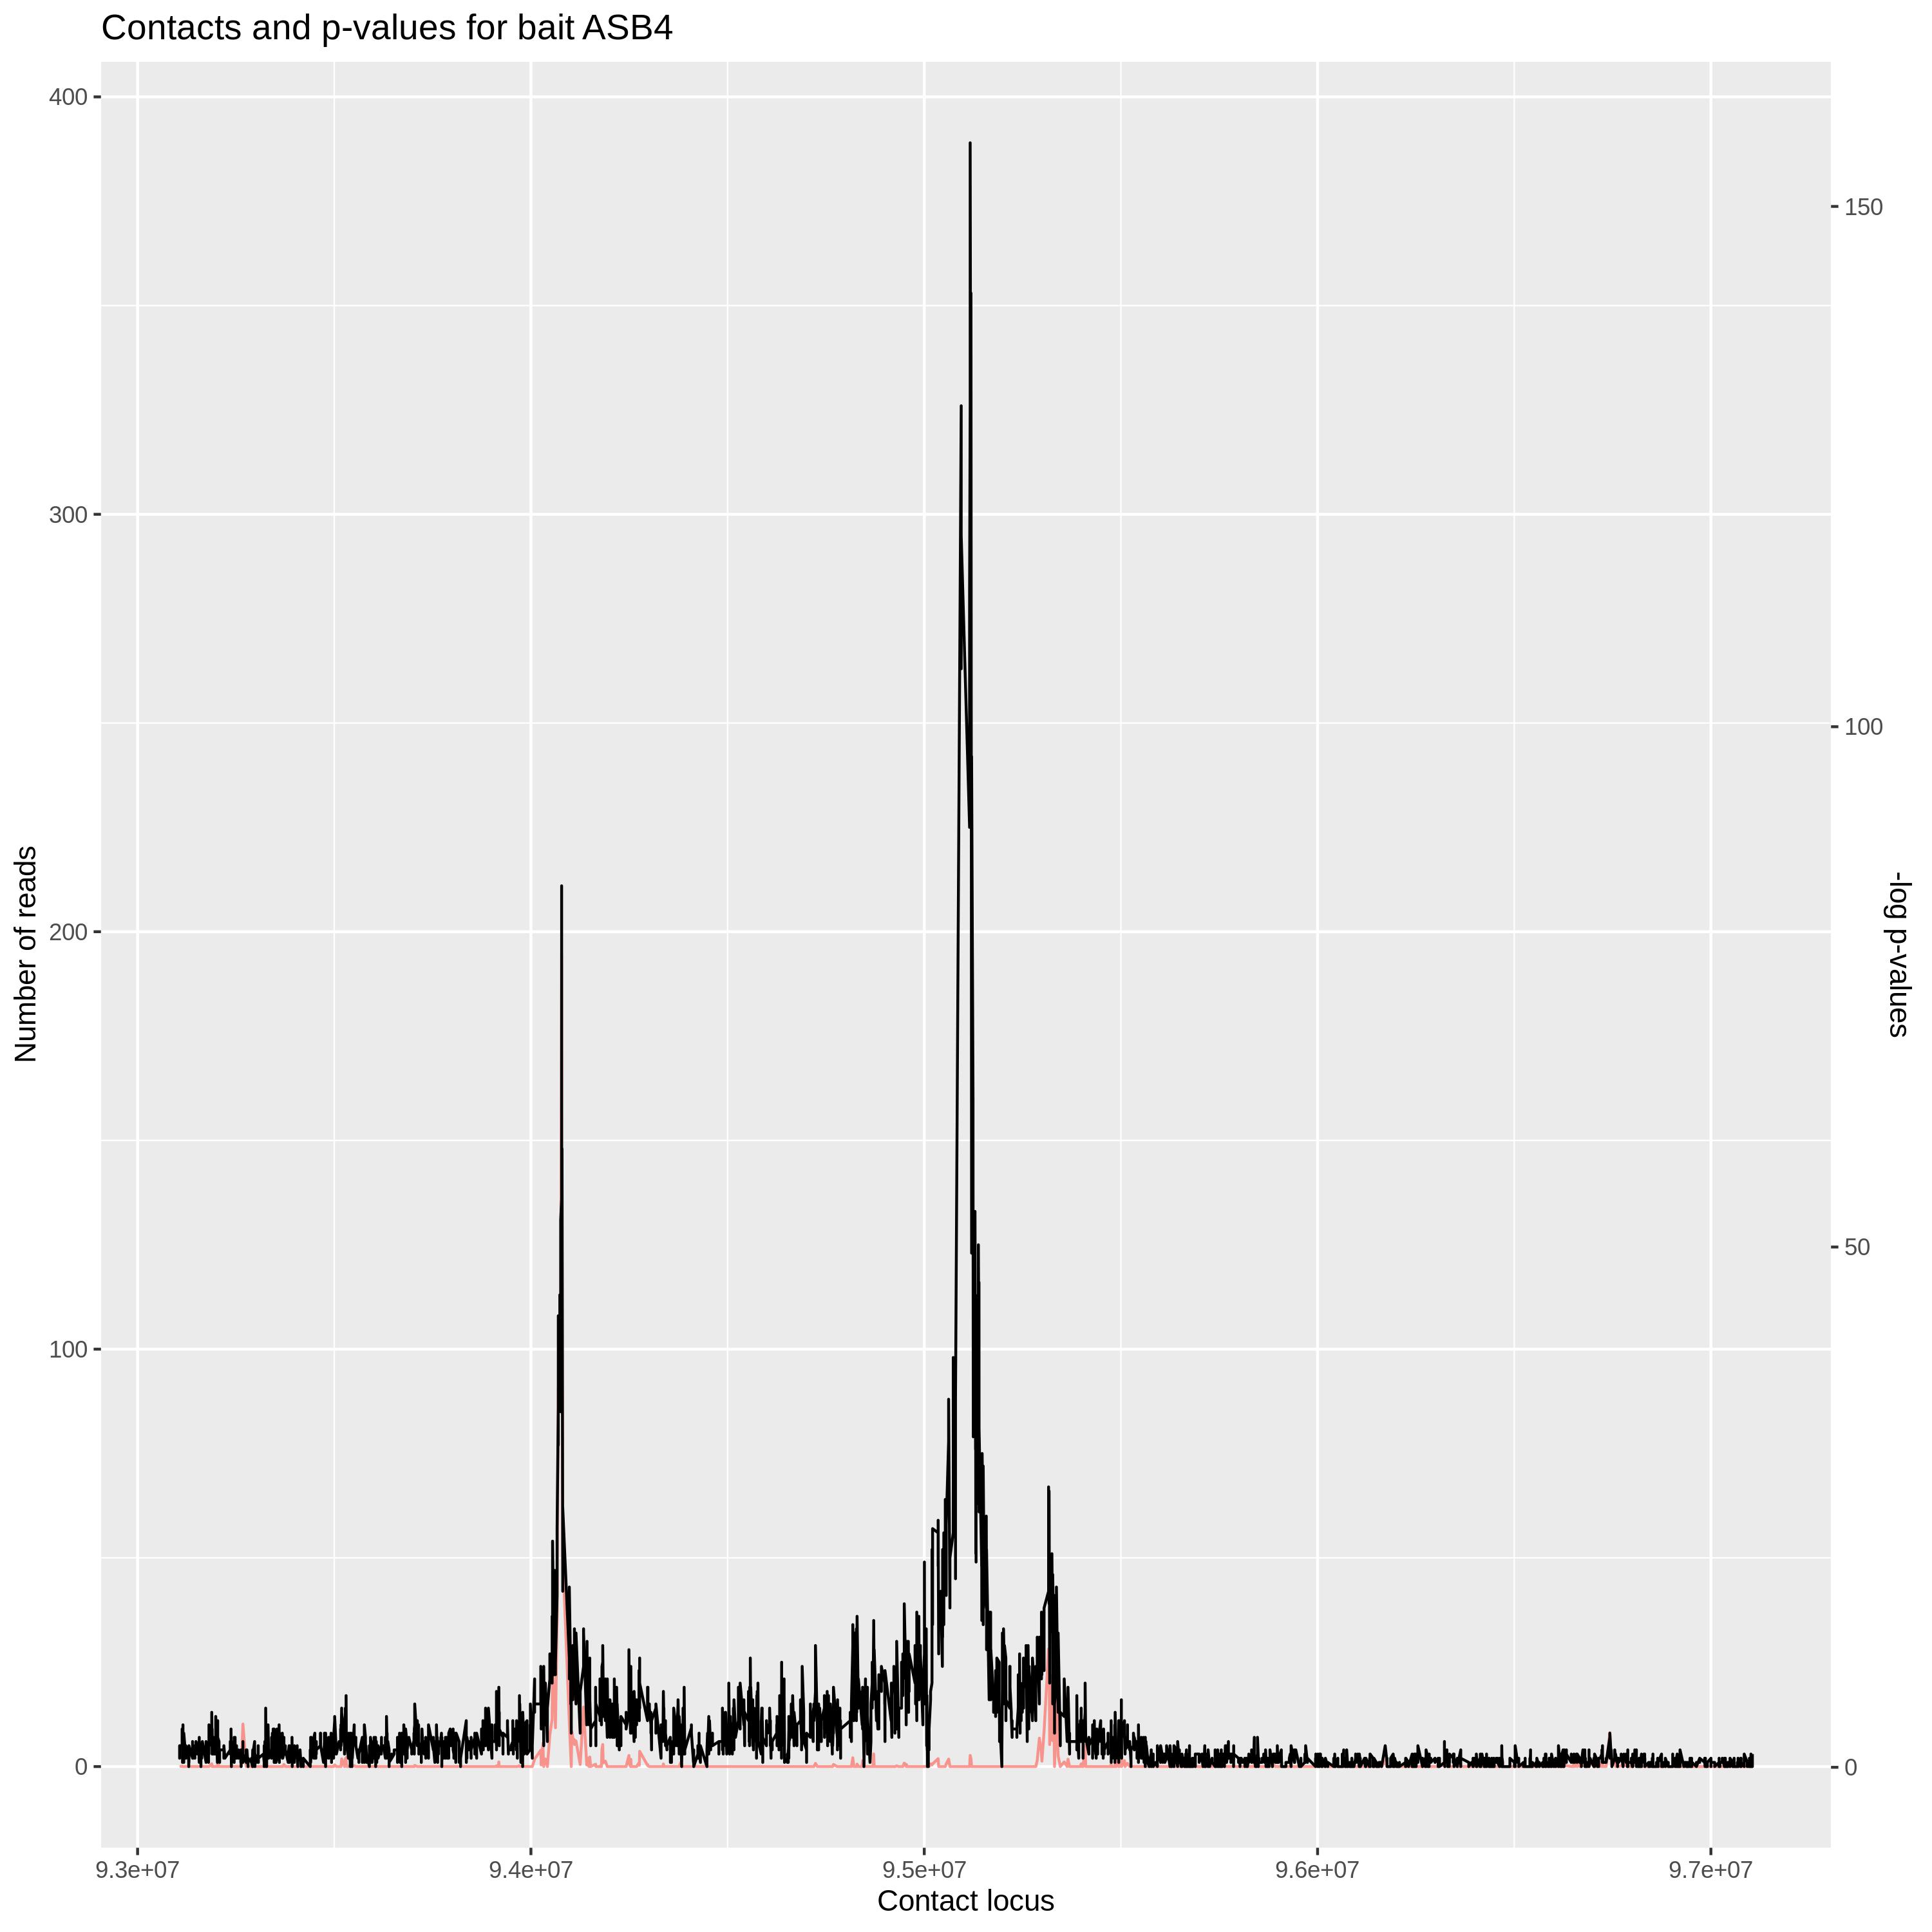 Contacts and p-values for bait ASB4
400
300
200
100
0
150
100
50
0
Number of reads
-log p-values
9.3e+07 9.4e+07 9.5e+07 9.6e+07 9.7e+07
Contact locus